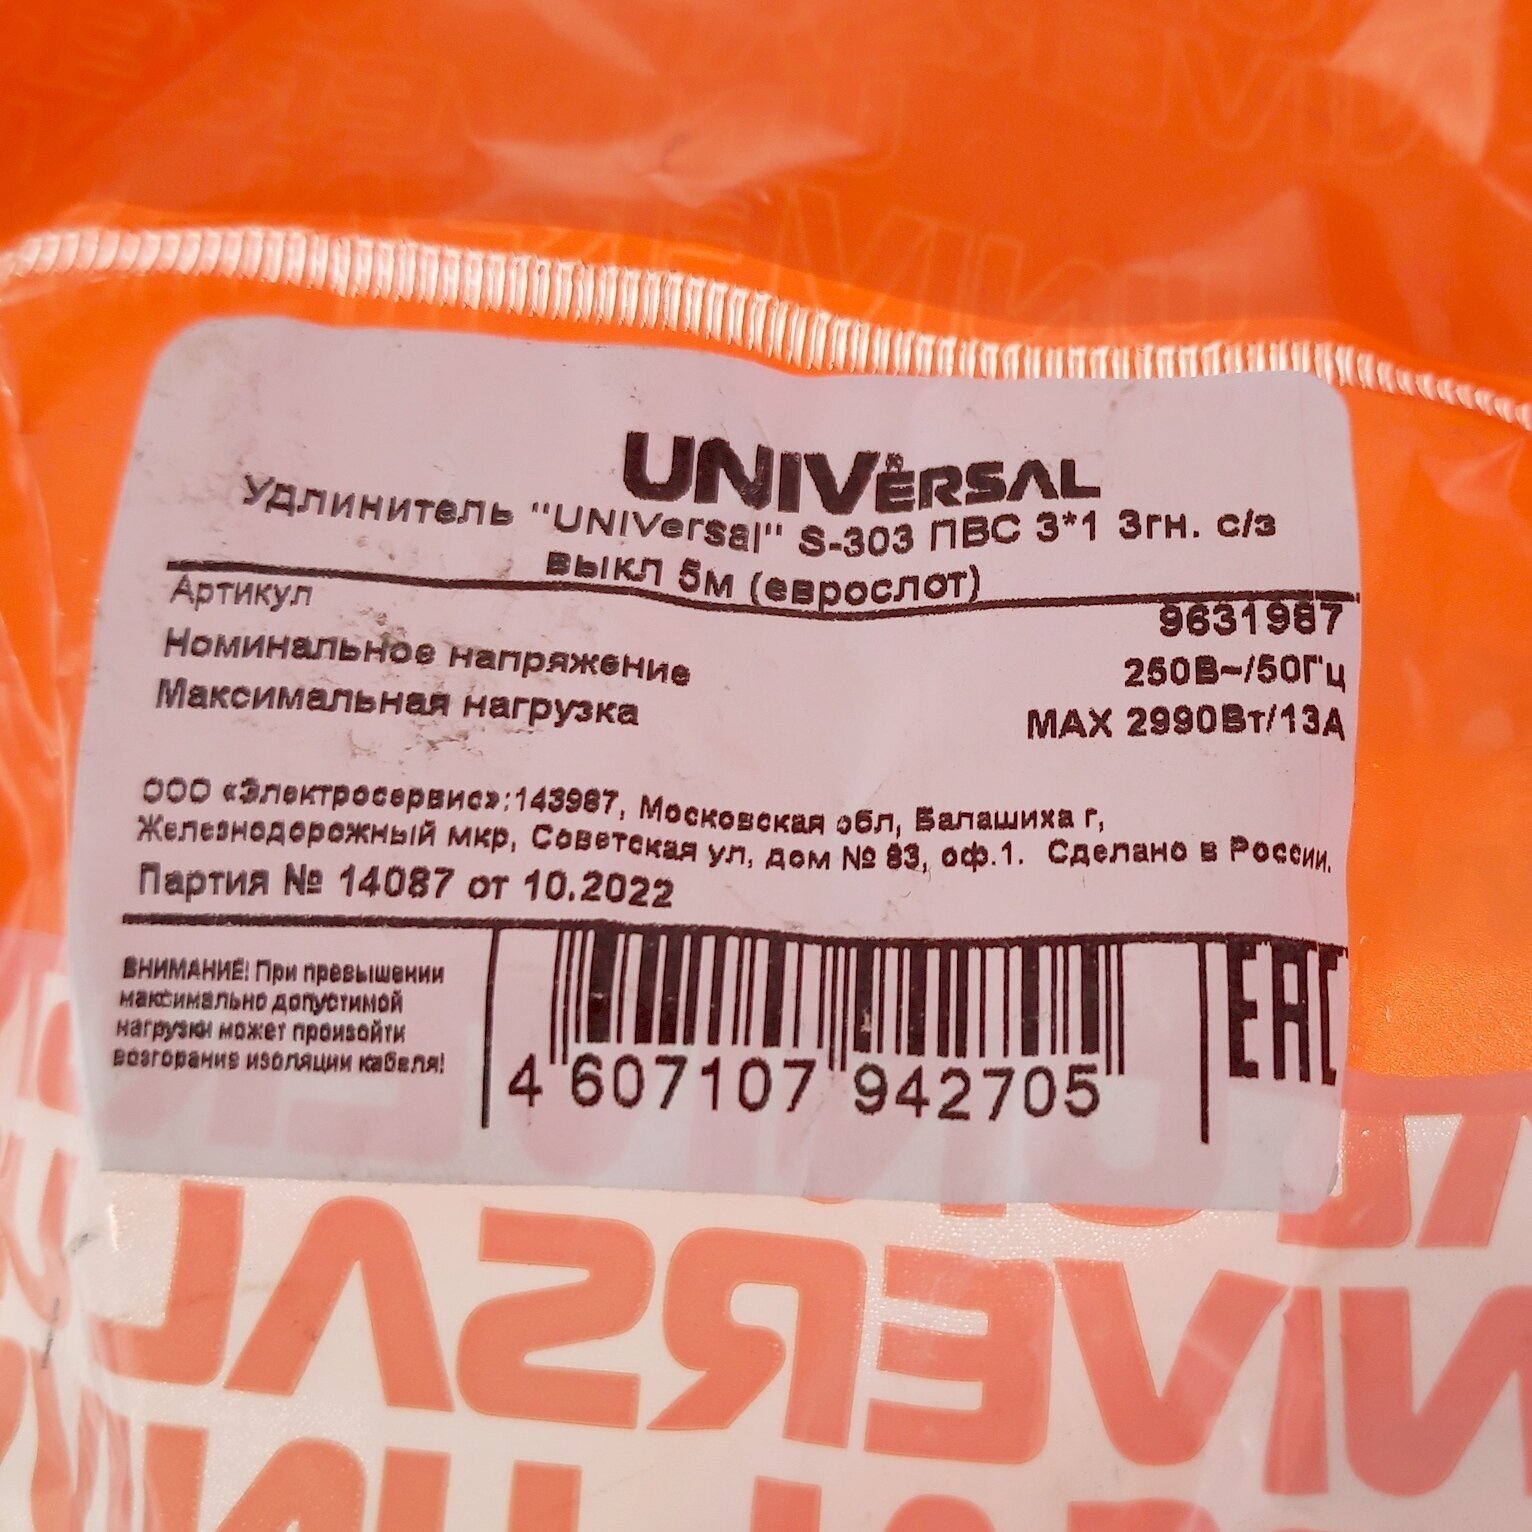 UNIVERSAL
Удлинитель "UNIVersal" S-303 ПВС 3*1 3гн. с/з
выкл 5м (еврослот)
Артикул 9631987
Номинальное напряжение 250В~/50Гц
Максимальная нагрузка MAX 2990Вт/13А
ООО «Электросервис»:143987, Московская обл, Балашиха г,
Железнодорожный мкр, Советская ул, дом № 83, оф.1. Сделано в России.
Партия № 14087 от 10.2022
ВНИМАНИЕ! При превышении
максимально допустимой
нагрузки может произойти
возгорание изоляции кабеля!
4 607107 942705
EAC
UNIVERSAL